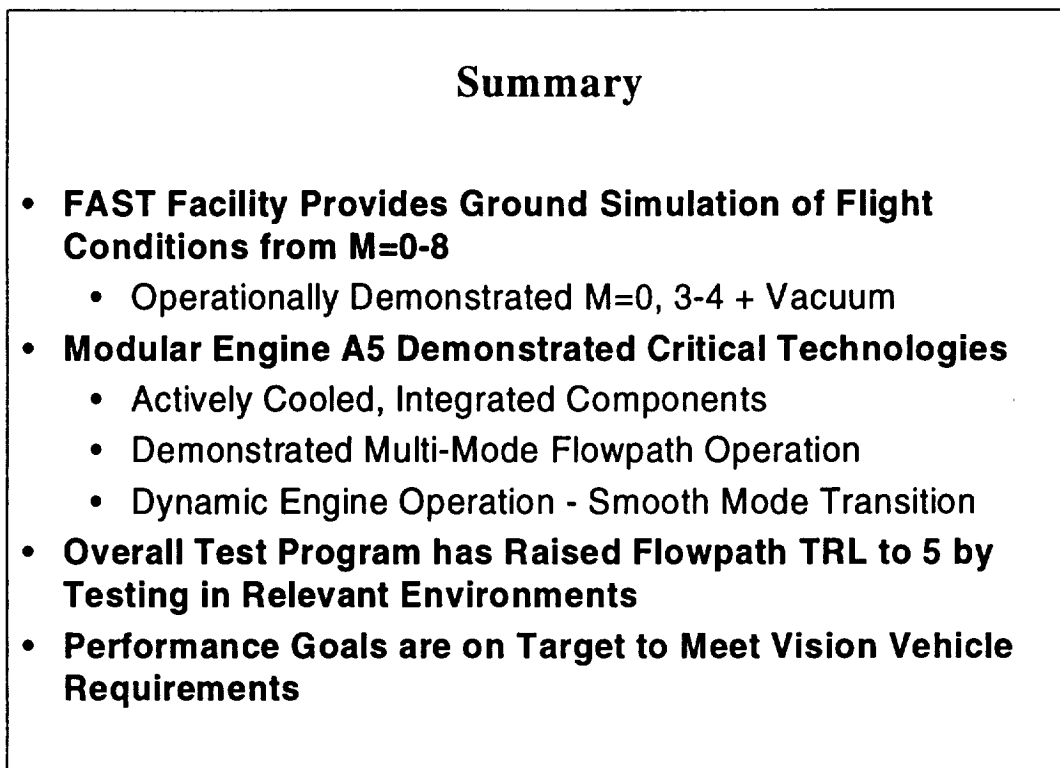 Summary
• FAST Facility Provides Ground Simulation of Flight
Conditions from M=0-8
• Operationally Demonstrated M=0, 3-4 + Vacuum
• Modular Engine A5 Demonstrated Critical Technologies
• Actively Cooled, Integrated Components
• Demonstrated Multi-Mode Flowpath Operation
• Dynamic Engine Operation - Smooth Mode Transition
• Overall Test Program has Raised Flowpath TRL to 5 by
Testing in Relevant Environments
• Performance Goals are on Target to Meet Vision Vehicle
Requirements